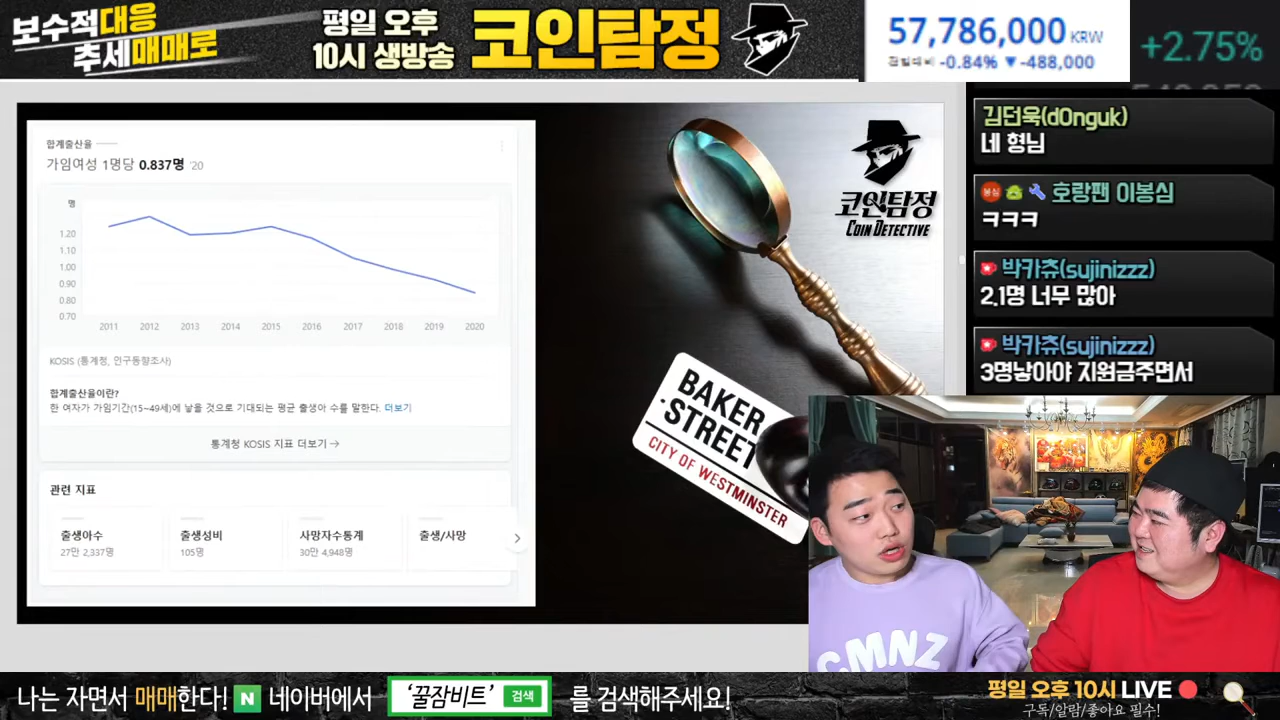 보수적대응
추세매매로
평일 오후
10시 생방송
코인탐정
57,786,000 KRW
전일대비 -0.84% ▼ -488,000
+2.75%
합계출산율
가임여성 1명당 0.837명 '20
명
1.20
1.10
1.00
0.90
0.80
0.70
2011 2012 2013 2014 2015 2016 2017 2018 2019 2020
KOSIS (통계청, 인구동향조사)
합계출산율이란?
한 여자가 가임기간(15~49세)에 낳을 것으로 기대되는 평균 출생아 수를 말한다. 더보기
통계청 KOSIS 지표 더보기 →
관련 지표
출생아수 출생성비 사망자수통계 출생/사망
27만 2,337명 105명 30만 4,948명
코인탐정
COIN DETECTIVE
BAKER
STREET
CITY OF WESTMINSTER
김던욱(d0nguk)
네 형님
호랑팬 이봉심
ㅋㅋㅋ
박카츄(sujinizzz)
2.1명 너무 많아
박카츄(sujinizzz)
3명낳아야 지원금주면서
CMNZ
나는 자면서 매매한다! N 네이버에서 '꿀잠비트' 검색 를 검색해주세요!
평일 오후 10시 LIVE
구독/알람/좋아요 필수!